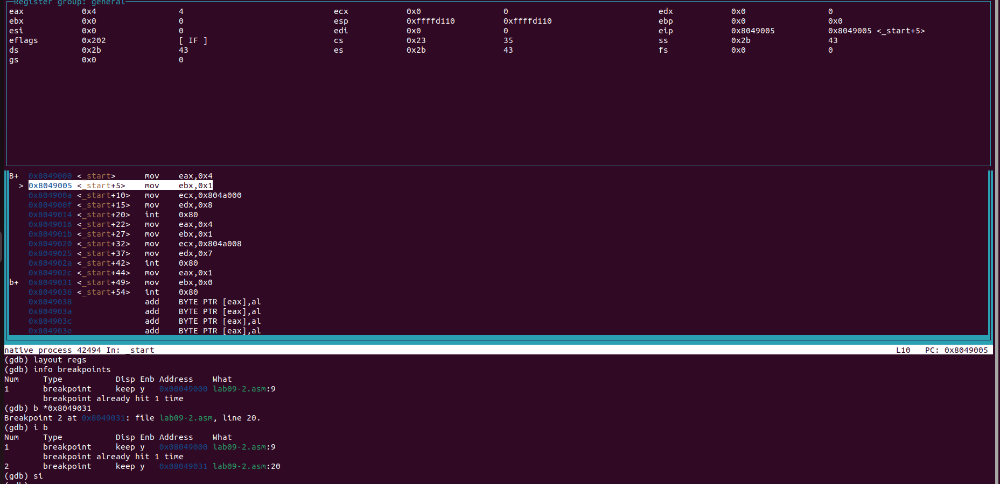 Register group: general
eax 0x4 4 ecx 0x0 0 edx 0x0 0
ebx 0x0 0 esp 0xffffd110 0xffffd110 ebp 0x0 0x0
esi 0x0 0 edi 0x0 0 eip 0x8049005 0x8049005 <_start+5>
eflags 0x202 [ IF ] cs 0x23 35 ss 0x2b 43
ds 0x2b 43 es 0x2b 43 fs 0x0 0
gs 0x0 0
B+ 0x8049000 <_start> mov eax,0x4
> 0x8049005 <_start+5> mov ebx,0x1
0x804900a <_start+10> mov ecx,0x804a000
0x804900f <_start+15> mov edx,0x8
0x8049014 <_start+20> int 0x80
0x8049016 <_start+22> mov eax,0x4
0x804901b <_start+27> mov ebx,0x1
0x8049020 <_start+32> mov ecx,0x804a008
0x8049025 <_start+37> mov edx,0x7
0x804902a <_start+42> int 0x80
0x804902c <_start+44> mov eax,0x1
b+ 0x8049031 <_start+49> mov ebx,0x0
0x8049036 <_start+54> int 0x80
0x8049038 add BYTE PTR [eax],al
0x804903a add BYTE PTR [eax],al
0x804903c add BYTE PTR [eax],al
0x804903e add BYTE PTR [eax],al
native process 42494 In: _start L10 PC: 0x8049005
(gdb) layout regs
(gdb) info breakpoints
Num Type Disp Enb Address What
1 breakpoint keep y 0x08049000 lab09-2.asm:9
breakpoint already hit 1 time
(gdb) b *0x8049031
Breakpoint 2 at 0x8049031: file lab09-2.asm, line 20.
(gdb) i b
Num Type Disp Enb Address What
1 breakpoint keep y 0x08049000 lab09-2.asm:9
breakpoint already hit 1 time
2 breakpoint keep y 0x08049031 lab09-2.asm:20
(gdb) si